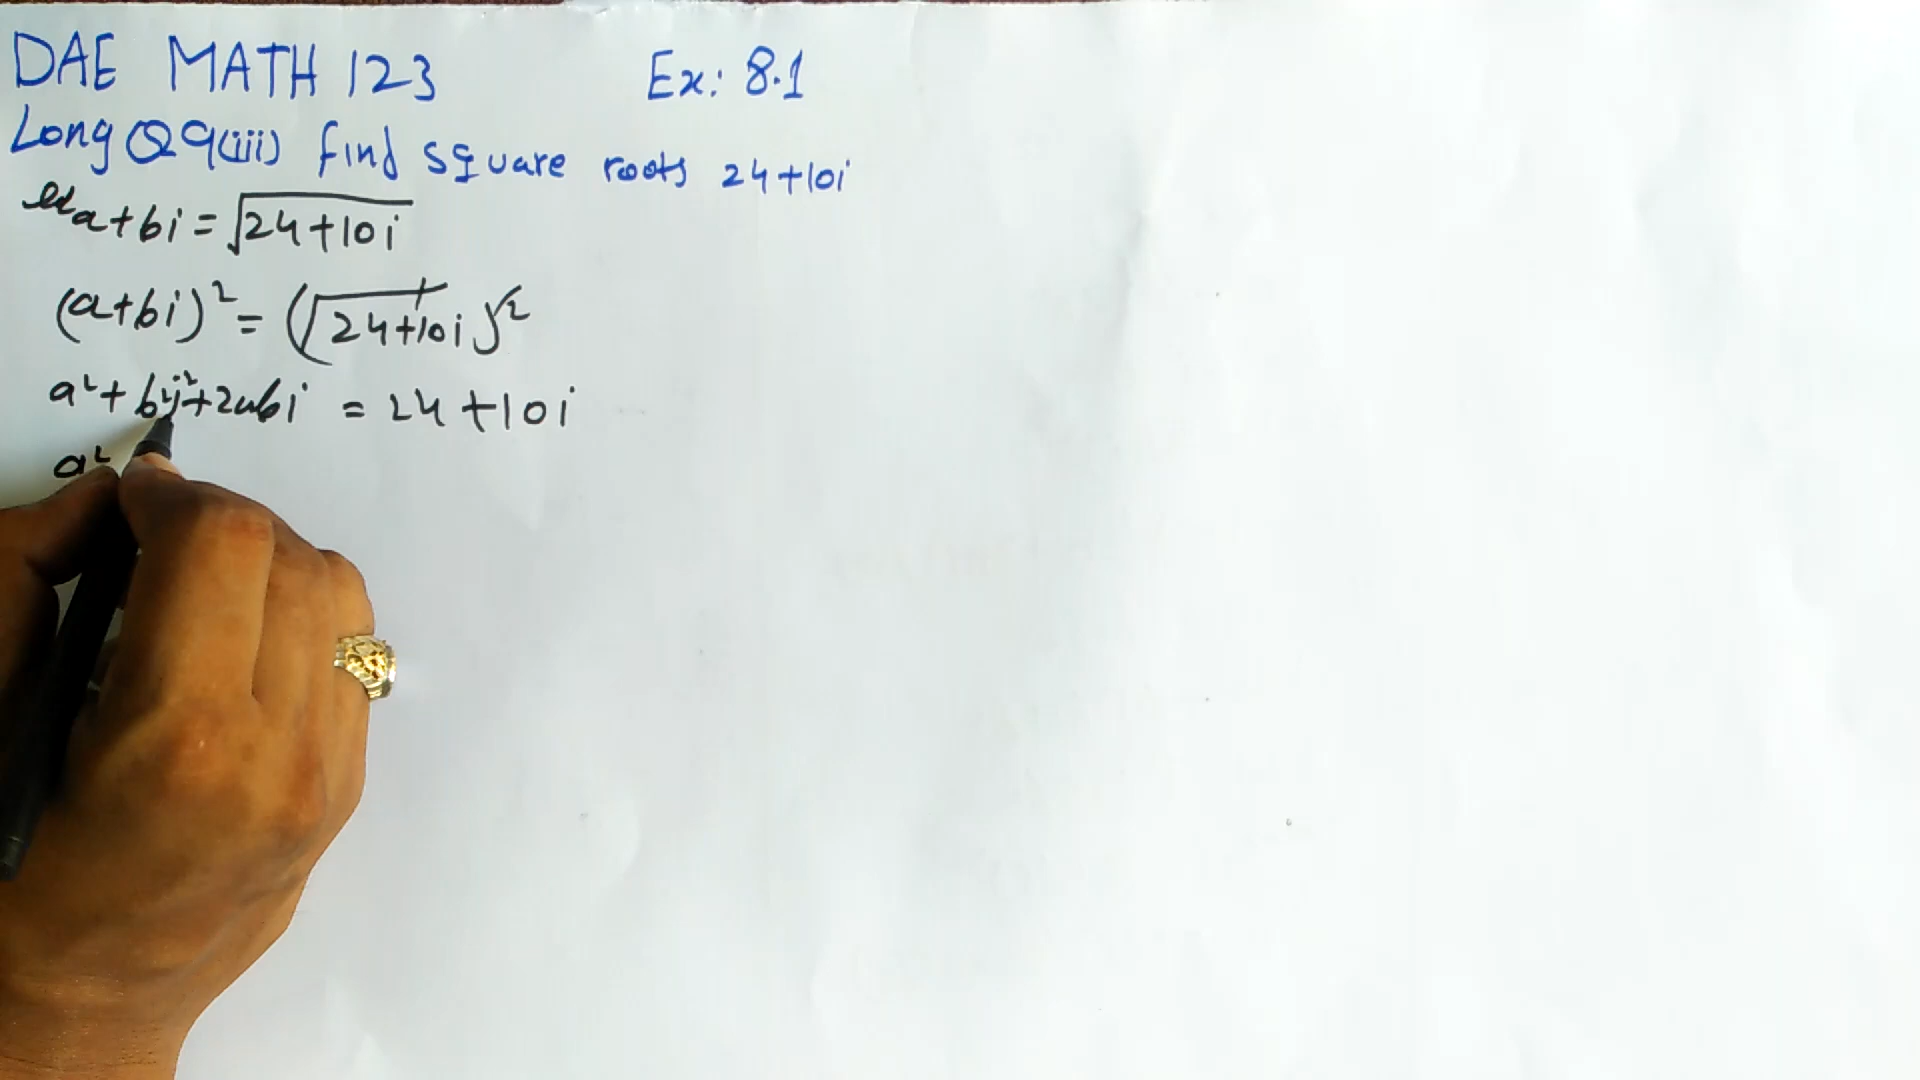 DAE MATH 123 Ex: 8.1
Long Q9(iii) find square roots 24+10i
let a+bi = √24+10i
(a+bi)² = (√24+10i)²
a²+b²i²+2abi = 24+10i
a²